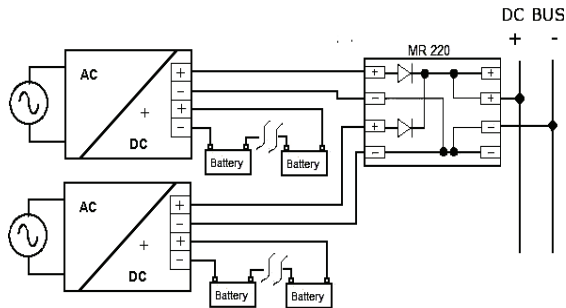 DC BUS
+ -
MR 220
AC
+
DC
+
-
+
-
Battery
Battery
+
-
+
-
+
+
-
-
AC
+
DC
+
-
+
-
Battery
Battery